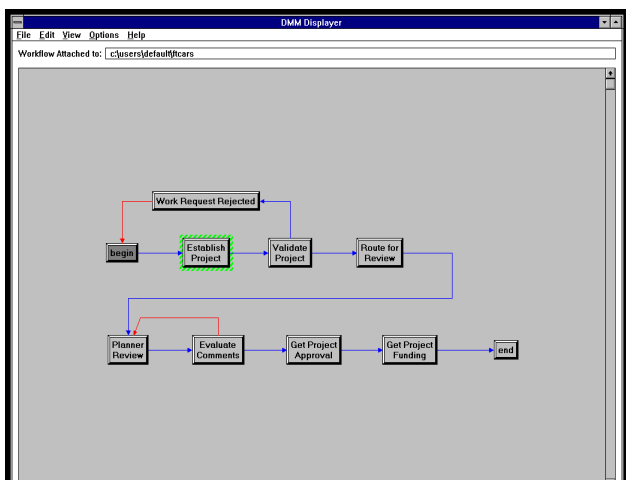 DMM Displayer
File Edit View Options Help
Workflow Attached to: c:\users\default\ftcars
Work Request Rejected
begin
Establish
Project
Validate
Project
Route for
Review
Planner
Review
Evaluate
Comments
Get Project
Approval
Get Project
Funding
end